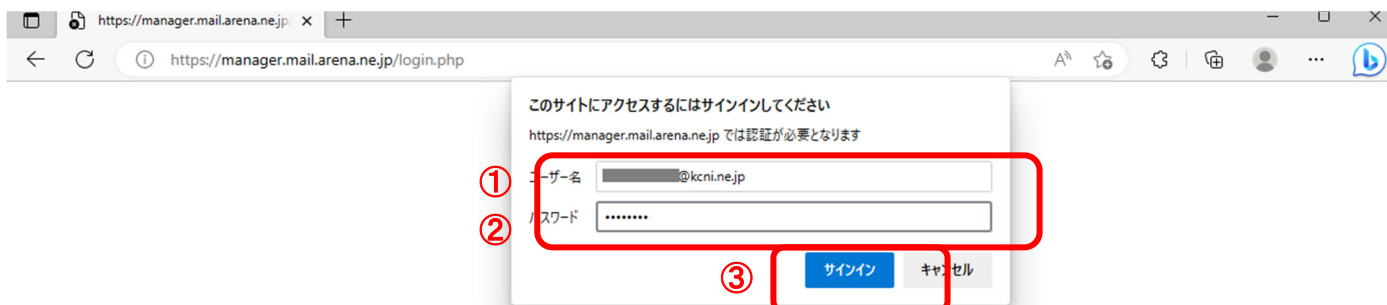 https://manager.mail.arena.ne.jp/
https://manager.mail.arena.ne.jp/login.php
このサイトにアクセスするにはサインインしてください
https://manager.mail.arena.ne.jp では認証が必要となります
① ユーザー名 @kcni.ne.jp
② パスワード ••••••••
③ サインイン キャンセル